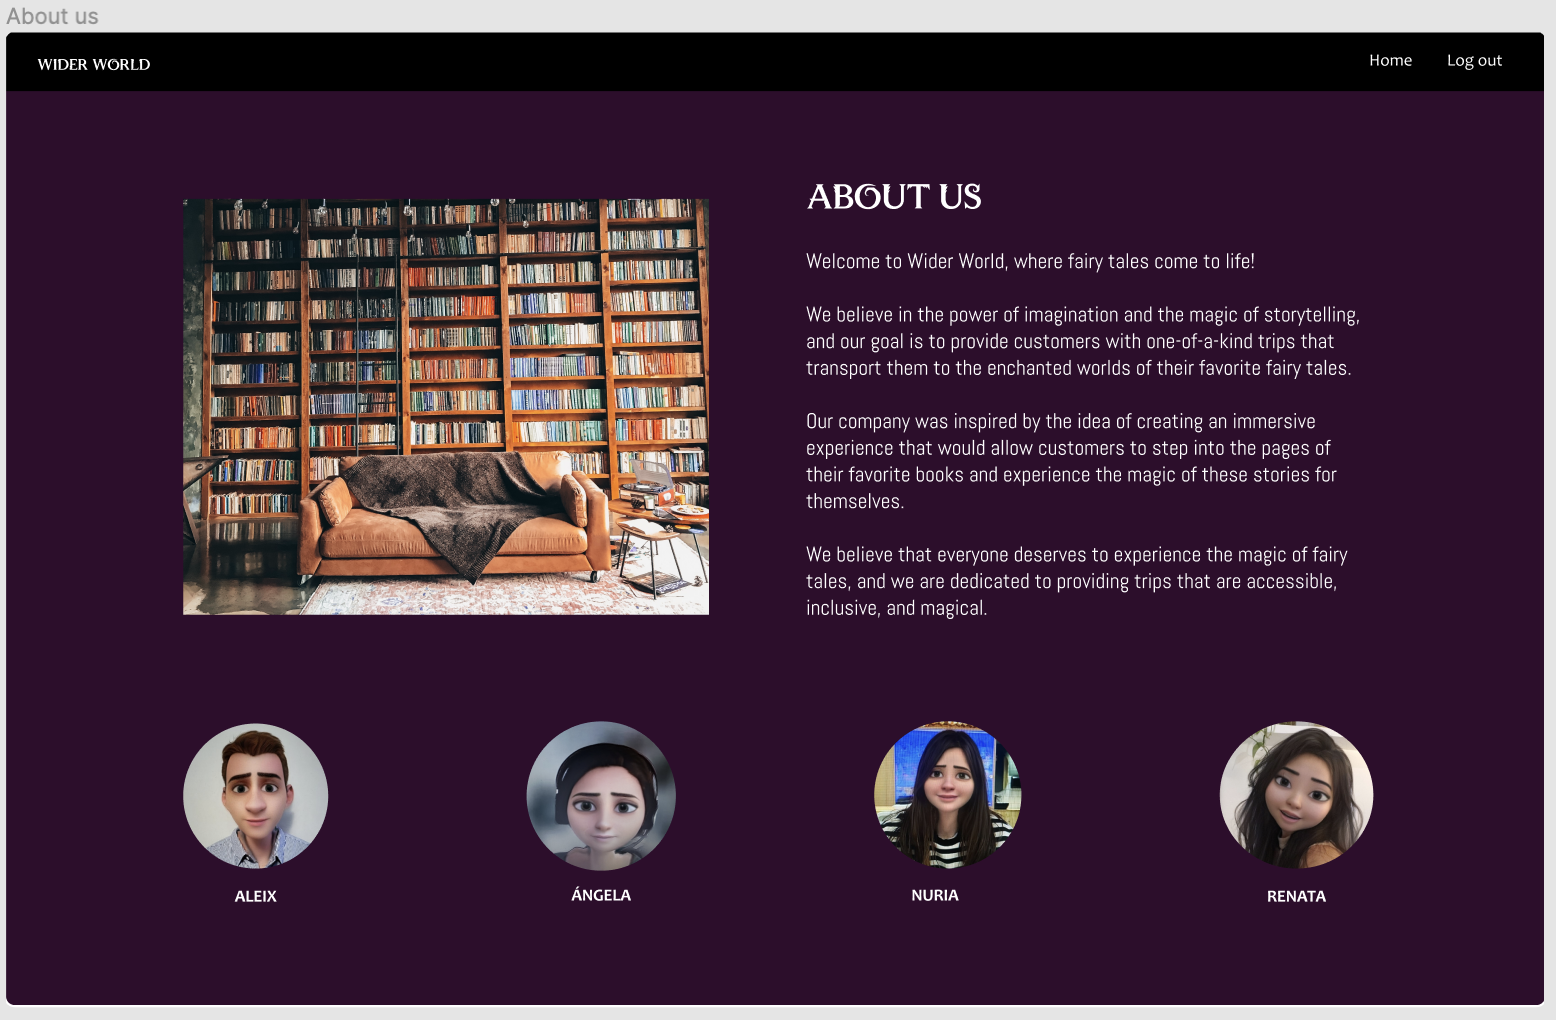 About us
WIDER WORLD
Home
Log out
ABOUT US
Welcome to Wider World, where fairy tales come to life!
We believe in the power of imagination and the magic of storytelling,
and our goal is to provide customers with one-of-a-kind trips that
transport them to the enchanted worlds of their favorite fairy tales.
Our company was inspired by the idea of creating an immersive
experience that would allow customers to step into the pages of
their favorite books and experience the magic of these stories for
themselves.
We believe that everyone deserves to experience the magic of fairy
tales, and we are dedicated to providing trips that are accessible,
inclusive, and magical.
ALEIX
ÁNGELA
NURIA
RENATA